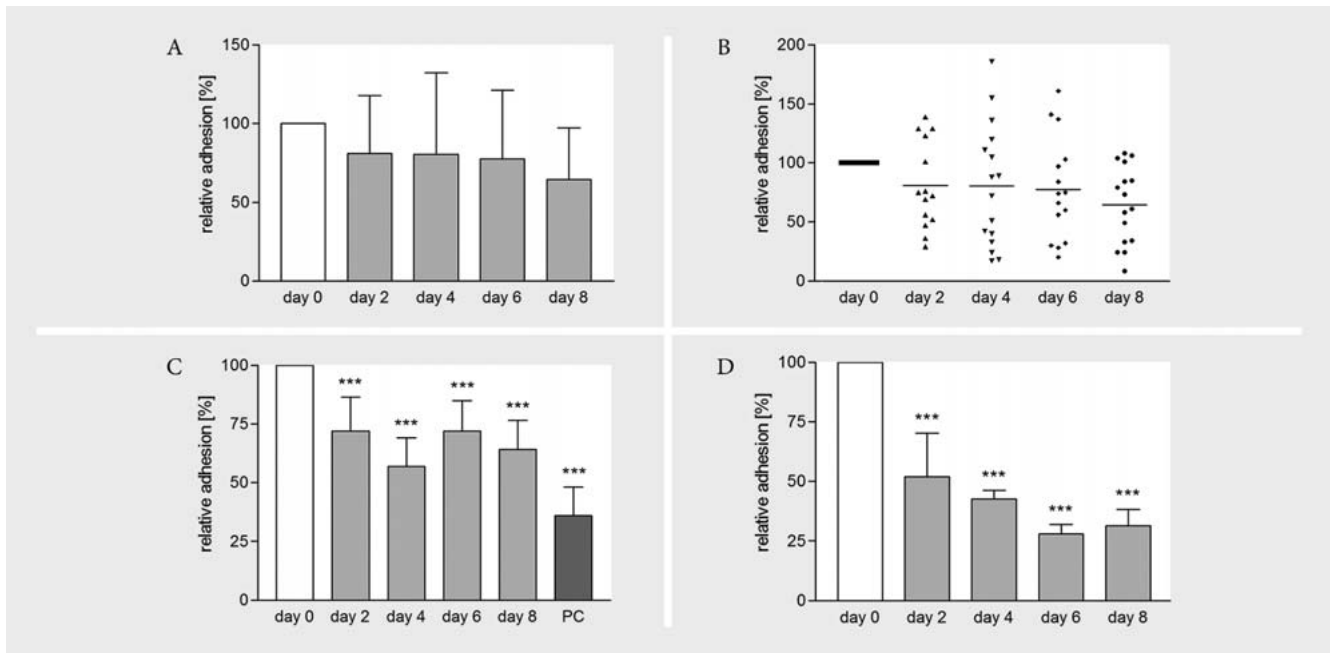 A
relative adhesion [%]
150
100
50
0
day 0 day 2 day 4 day 6 day 8
B
relative adhesion [%]
200
150
100
50
0
day 0 day 2 day 4 day 6 day 8
C
relative adhesion [%]
100
75
50
25
0
*** *** *** *** ***
day 0 day 2 day 4 day 6 day 8 PC
D
relative adhesion [%]
100
75
50
25
0
*** *** *** ***
day 0 day 2 day 4 day 6 day 8